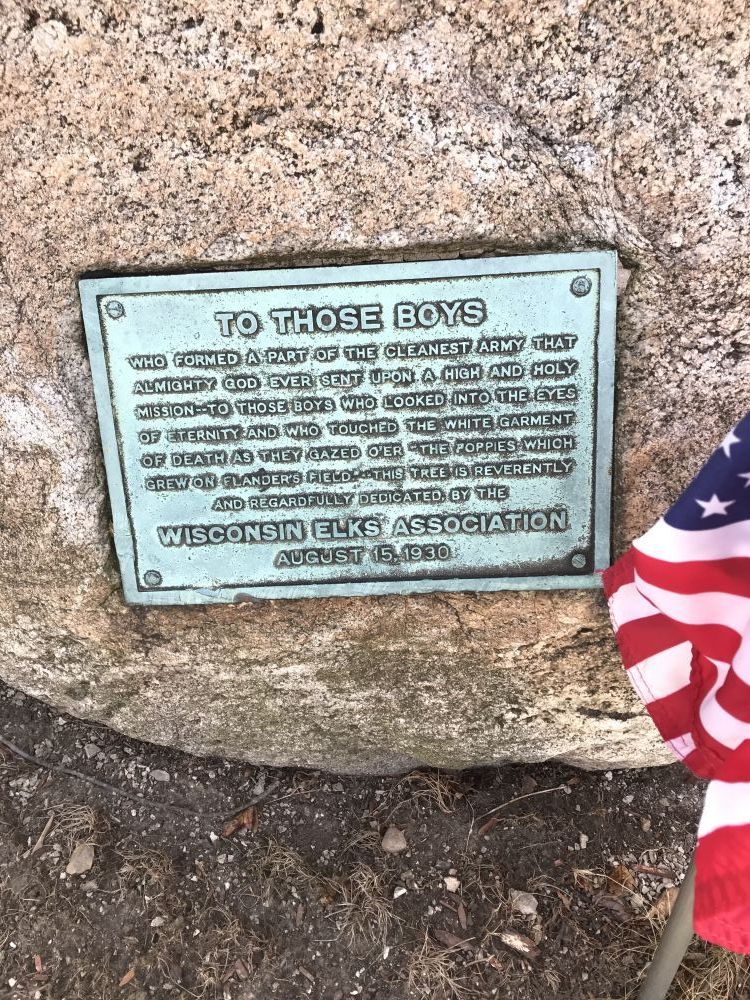 TO THOSE BOYS
WHO FORMED A PART OF THE CLEANEST ARMY THAT
ALMIGHTY GOD EVER SENT UPON A HIGH AND HOLY
MISSION--TO THOSE BOYS WHO LOOKED INTO THE EYES
OF ETERNITY AND WHO TOUCHED THE WHITE GARMENT
OF DEATH AS THEY GAZED O'ER "THE POPPIES WHICH
GREW ON FLANDER'S FIELD"--THIS TREE IS REVERENTLY
AND REGARDFULLY DEDICATED, BY THE
WISCONSIN ELKS ASSOCIATION
AUGUST 15, 1930